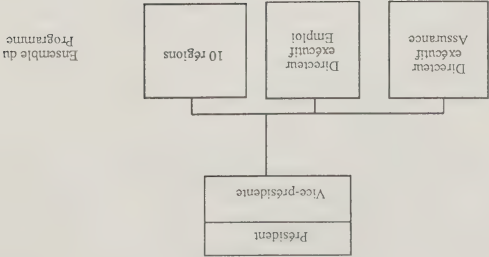 Président
Vice-présidente
Directeur
exécutif
Assurance
Directeur
exécutif
Emploi
10 régions
Ensemble du
Programme